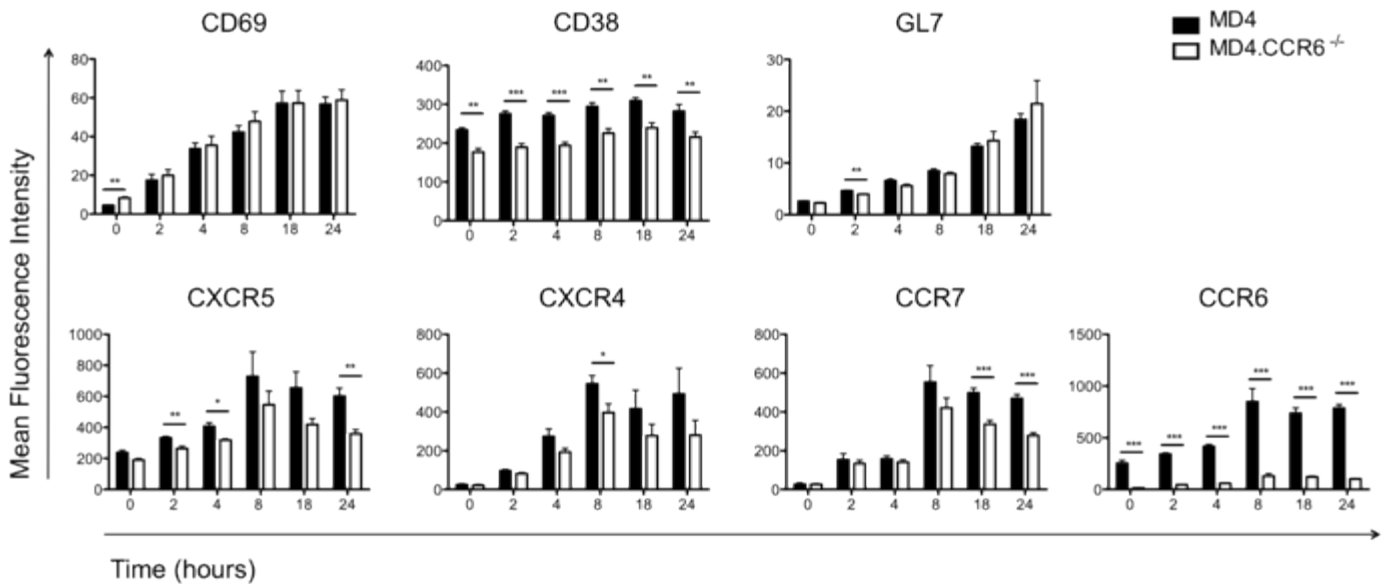 CD69
CD38
GL7
MD4
MD4.CCR6 -/-
Mean Fluorescence Intensity
80
60
40
20
0
**
0 2 4 8 18 24
400
300
200
100
0
** *** *** ** ** **
0 2 4 8 18 24
30
20
10
0
**
0 2 4 8 18 24
CXCR5
CXCR4
CCR7
CCR6
1000
800
600
400
200
0
** * **
0 2 4 8 18 24
800
600
400
200
0
*
0 2 4 8 18 24
800
600
400
200
0
*** ***
0 2 4 8 18 24
1500
1000
500
0
*** *** *** *** *** ***
0 2 4 8 18 24
Time (hours)